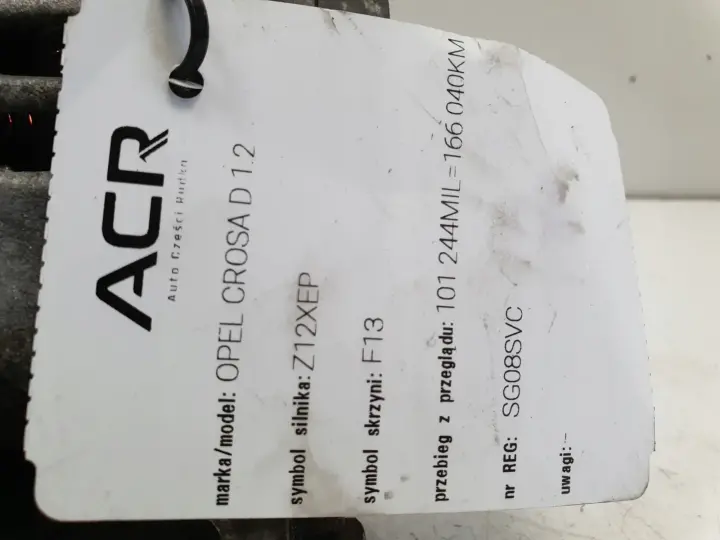 ACR
Auto Części Rudka
marka/model: OPEL CROSA D 1.2
symbol silnika: Z12XEP
symbol skrzyni: F13
przebieg z przeglądu: 101 244MIL=166 040KM
nr REG: SG08SVC
uwagi:-